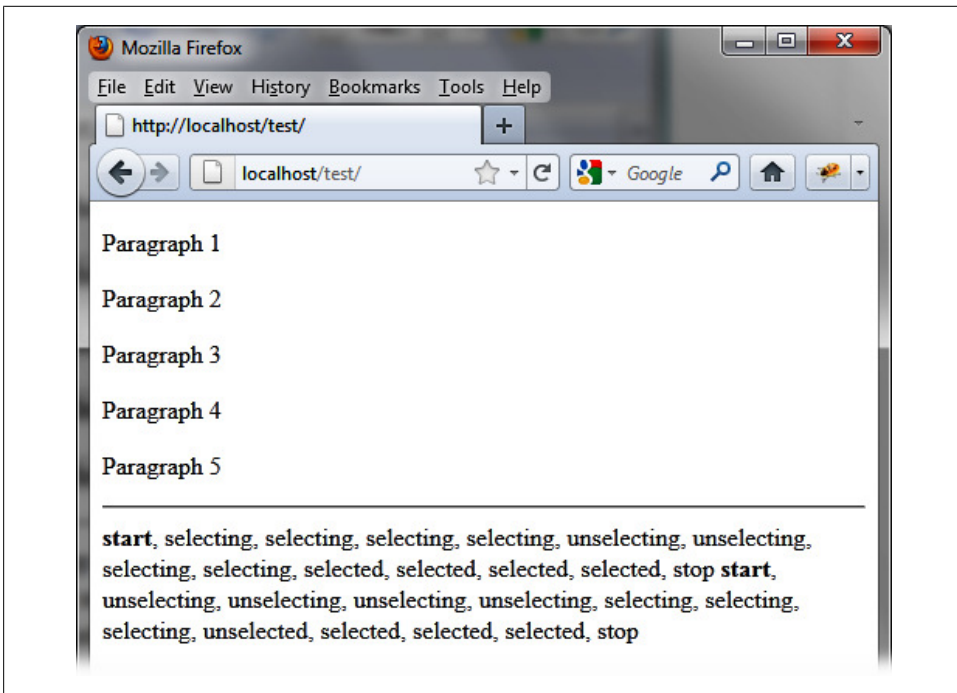 Mozilla Firefox
File Edit View History Bookmarks Tools Help
http://localhost/test/
localhost/test/ Google
Paragraph 1
Paragraph 2
Paragraph 3
Paragraph 4
Paragraph 5
start, selecting, selecting, selecting, selecting, unselecting, unselecting,
selecting, selecting, selected, selected, selected, selected, stop start,
unselecting, unselecting, unselecting, unselecting, selecting, selecting,
selecting, unselected, selected, selected, selected, stop